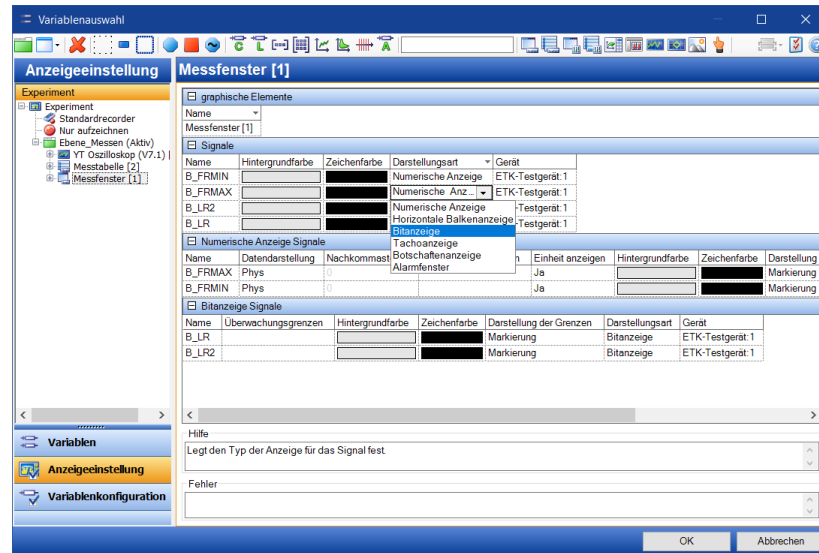 Variablenauswahl
Anzeigeeinstellung
Messfenster [1]
Experiment
Experiment
Standardrecorder
Nur aufzeichnen
Ebene_Messen (Aktiv)
YT Oszilloskop (V7.1)
Messtabelle [2]
Messfenster [1]
graphische Elemente
Name
Messfenster [1]
Signale
Name Hintergrundfarbe Zeichenfarbe Darstellungsart Gerät
B_FRMIN Numerische Anzeige ETK-Testgerät:1
B_FRMAX Numerische Anz... ETK-Testgerät:1
B_LR2 Testgerät:1
B_LR Testgerät:1
Numerische Anzeige
Horizontale Balkenanzeige
Bitanzeige
Tachoanzeige
Botschaftenanzeige
Alarmfenster
Numerische Anzeige Signale
Name Datendarstellung Nachkommast Einheit anzeigen Hintergrundfarbe Zeichenfarbe Darstellung
B_FRMAX Phys 0 Ja Markierung
B_FRMIN Phys 0 Ja Markierung
Bitanzeige Signale
Name Überwachungsgrenzen Hintergrundfarbe Zeichenfarbe Darstellung der Grenzen Darstellungsart Gerät
B_LR Markierung Bitanzeige ETK-Testgerät:1
B_LR2 Markierung Bitanzeige ETK-Testgerät:1
Variablen
Anzeigeeinstellung
Variablenkonfiguration
Hilfe
Legt den Typ der Anzeige für das Signal fest.
Fehler
OK Abbrechen